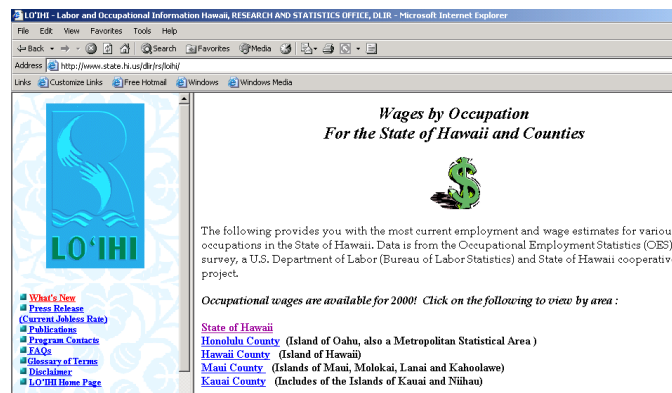 LO'IHI - Labor and Occupational Information Hawaii, RESEARCH AND STATISTICS OFFICE, DLIR - Microsoft Internet Explorer
File Edit View Favorites Tools Help
Back Search Favorites Media
Address http://www.state.hi.us/dlir/rs/loihi/
Links Customize Links Free Hotmail Windows Windows Media
LO'IHI
What's New
Press Release
(Current Jobless Rate)
Publications
Program Contacts
FAQs
Glossary of Terms
Disclaimer
LO'IHI Home Page
Wages by Occupation
For the State of Hawaii and Counties
$
The following provides you with the most current employment and wage estimates for variou
occupations in the State of Hawaii. Data is from the Occupational Employment Statistics (OES)
survey, a U.S. Department of Labor (Bureau of Labor Statistics) and State of Hawaii cooperativ
project.
Occupational wages are available for 2000! Click on the following to view by area :
State of Hawaii
Honolulu County (Island of Oahu, also a Metropolitan Statistical Area )
Hawaii County (Island of Hawaii)
Maui County (Islands of Maui, Molokai, Lanai and Kahoolawe)
Kauai County (Includes of the Islands of Kauai and Niihau)